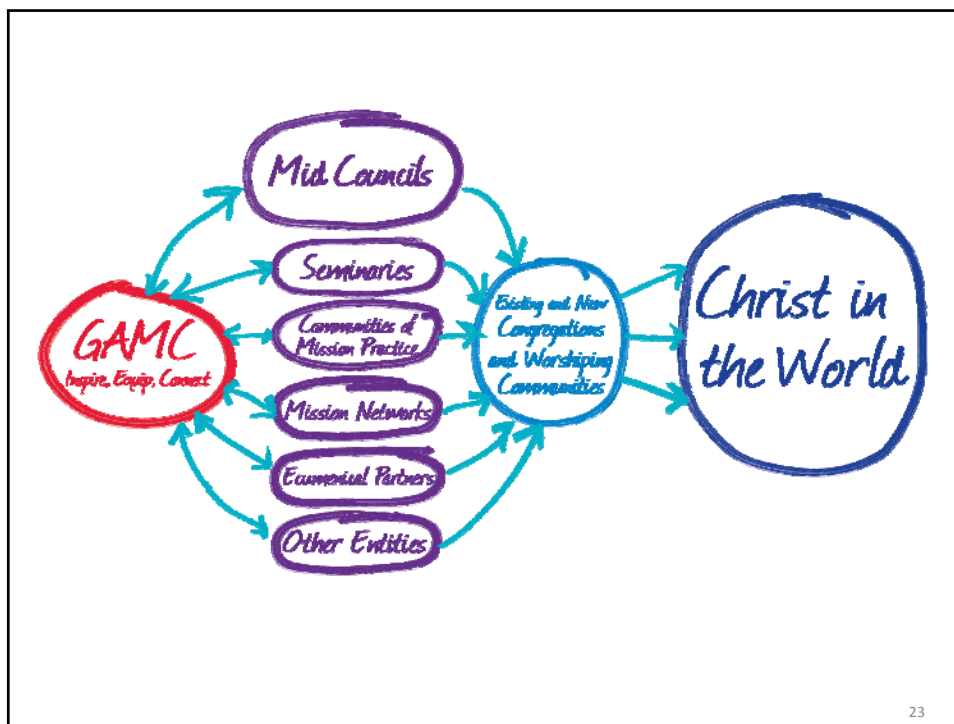 Mid Councils
Seminaries
Communities of
Mission Practice
Mission Networks
Ecumenical Partners
Other Entities
GAMC
Inspire, Equip, Connect
Existing and New
Congregations
and Worshiping
Communities
Christ in
the World
23